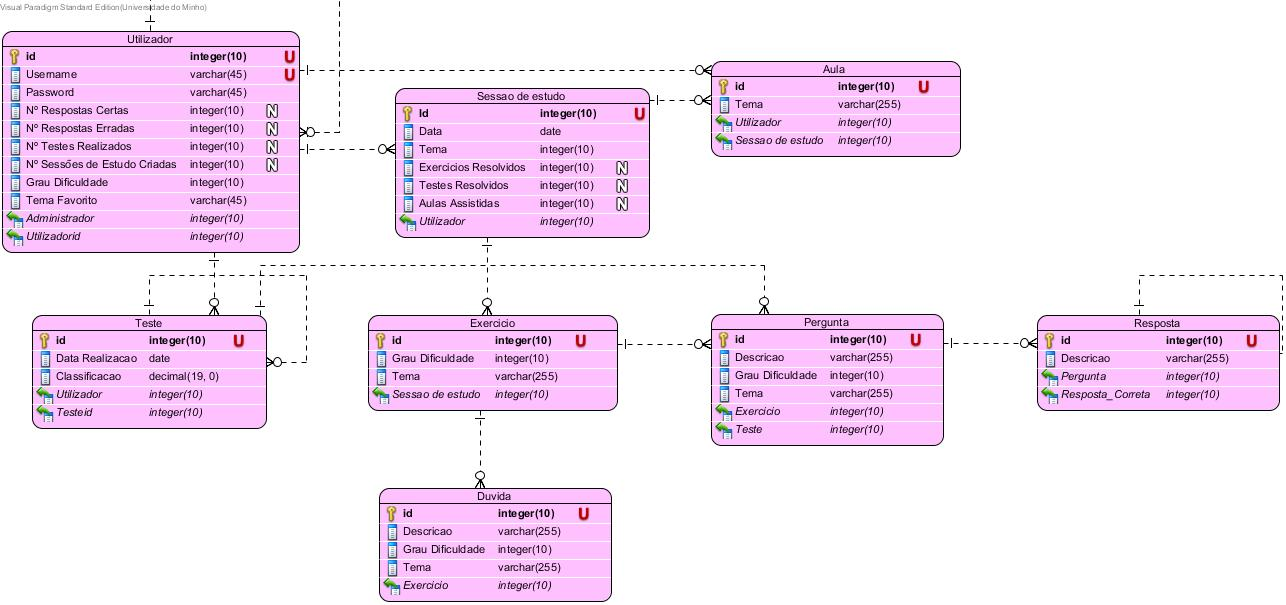 Visual Paradigm Standard Edition(Universidade do Minho)
Utilizador
id integer(10) U
Username varchar(45) U
Password varchar(45)
Nº Respostas Certas integer(10) N
Nº Respostas Erradas integer(10) N
Nº Testes Realizados integer(10) N
Nº Sessões de Estudo Criadas integer(10) N
Grau Dificuldade integer(10)
Tema Favorito varchar(45)
Administrador integer(10)
Utilizadorid integer(10)
Sessao de estudo
Id integer(10) U
Data date
Tema integer(10)
Exercicios Resolvidos integer(10) N
Testes Resolvidos integer(10) N
Aulas Assistidas integer(10) N
Utilizador integer(10)
Aula
id integer(10) U
Tema varchar(255)
Utilizador integer(10)
Sessao de estudo integer(10)
Teste
id integer(10) U
Data Realizacao date
Classificacao decimal(19, 0)
Utilizador integer(10)
Testeid integer(10)
Exercicio
id integer(10) U
Grau Dificuldade integer(10)
Tema varchar(255)
Sessao de estudo integer(10)
Pergunta
id integer(10) U
Descricao varchar(255)
Grau Dificuldade integer(10)
Tema varchar(255)
Exercicio integer(10)
Teste integer(10)
Resposta
id integer(10) U
Descricao varchar(255)
Pergunta integer(10)
Resposta_Correta integer(10)
Duvida
id integer(10) U
Descricao varchar(255)
Grau Dificuldade integer(10)
Tema varchar(255)
Exercicio integer(10)